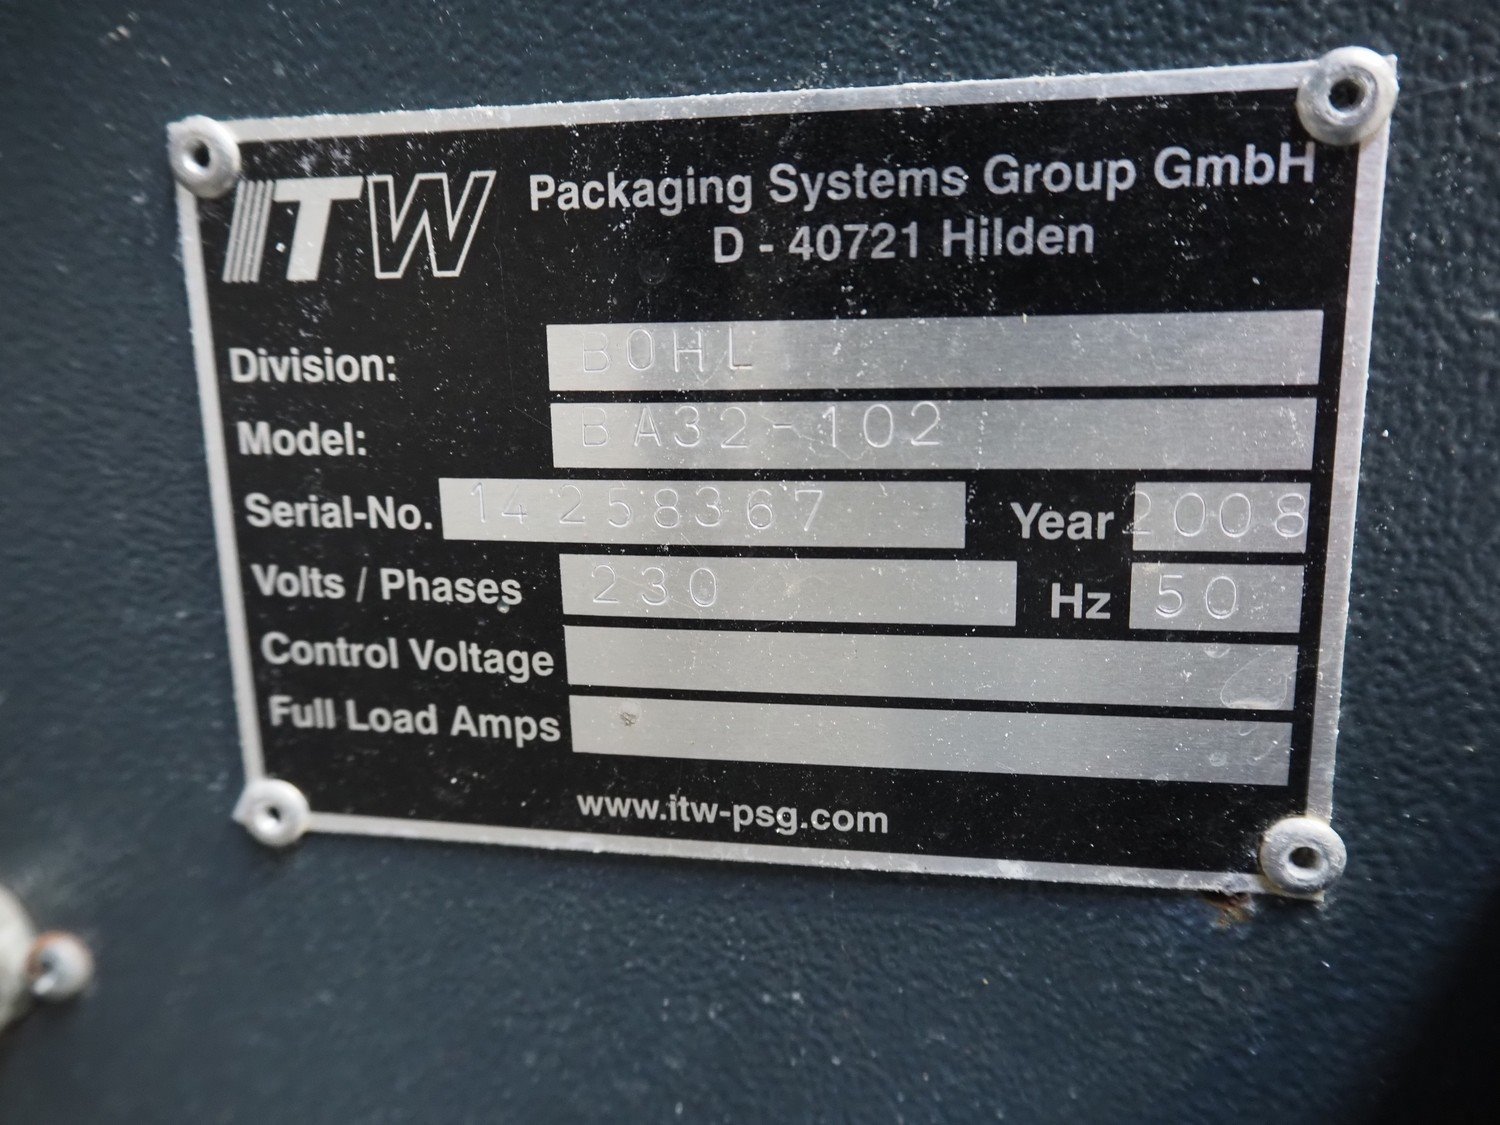 ITW Packaging Systems Group GmbH
D - 40721 Hilden
Division: BOHL
Model: BA32-102
Serial-No. 14258367 Year 2008
Volts / Phases 230 Hz 50
Control Voltage
Full Load Amps
www.itw-psg.com